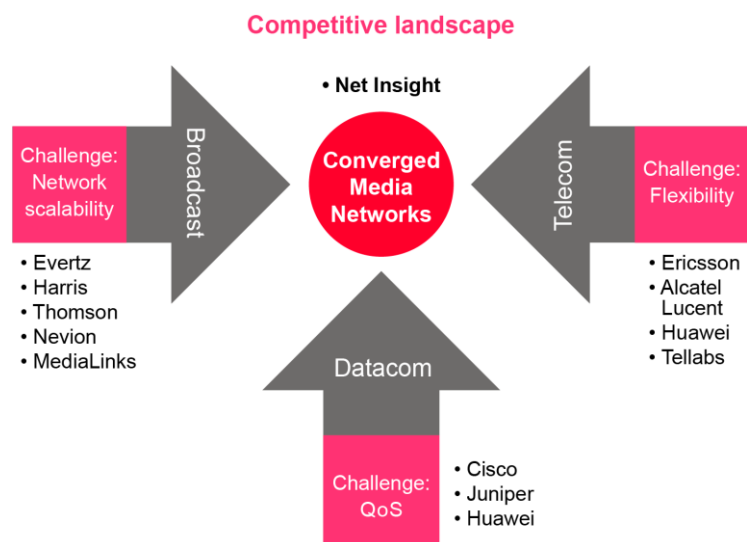 Competitive landscape
• Net Insight
Challenge:
Network
scalability
Broadcast
Converged
Media
Networks
Telecom
Challenge:
Flexibility
• Evertz
• Harris
• Thomson
• Nevion
• MediaLinks
• Ericsson
• Alcatel
Lucent
• Huawei
• Tellabs
Datacom
Challenge:
QoS
• Cisco
• Juniper
• Huawei